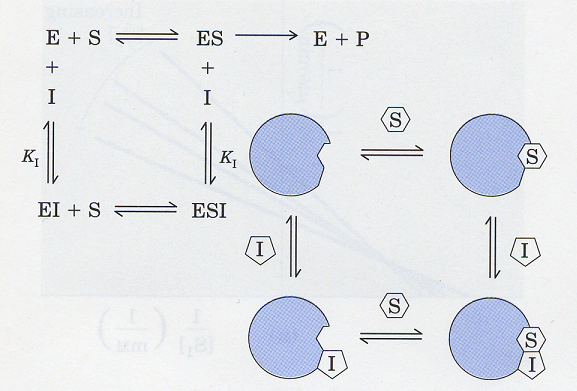 E + S ⇌ ES ⟶ E + P
+ +
I I
K_I K_I
EI + S ⇌ ESI
S
S
I I
S
I
S
I